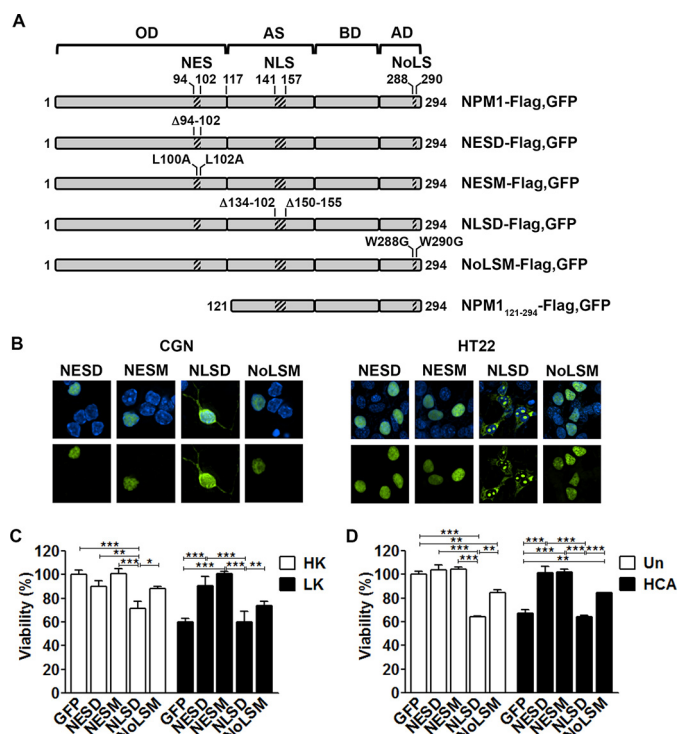 A
OD AS BD AD
NES NLS NoLS
94 102 117 141 157 288 290
1 294 NPM1-Flag,GFP
Δ94-102
1 294 NESD-Flag,GFP
L100A L102A
1 294 NESM-Flag,GFP
Δ134-102 Δ150-155
1 294 NLSD-Flag,GFP
W288G W290G
1 294 NoLSM-Flag,GFP
121 294 NPM1121-294-Flag,GFP
B
CGN HT22
NESD NESM NLSD NoLSM NESD NESM NLSD NoLSM
C
***
**
*** *
*** ***
*** *** **
HK
LK
Viability (%)
120
100
80
60
40
20
0
GFP NESD NESM NLSD NoLSM GFP NESD NESM NLSD NoLSM
D
***
**
*** **
***
*** ***
*** *** ***
**
Un
HCA
Viability (%)
120
100
80
60
40
20
0
GFP NESD NESM NLSD NoLSM GFP NESD NESM NLSD NoLSM